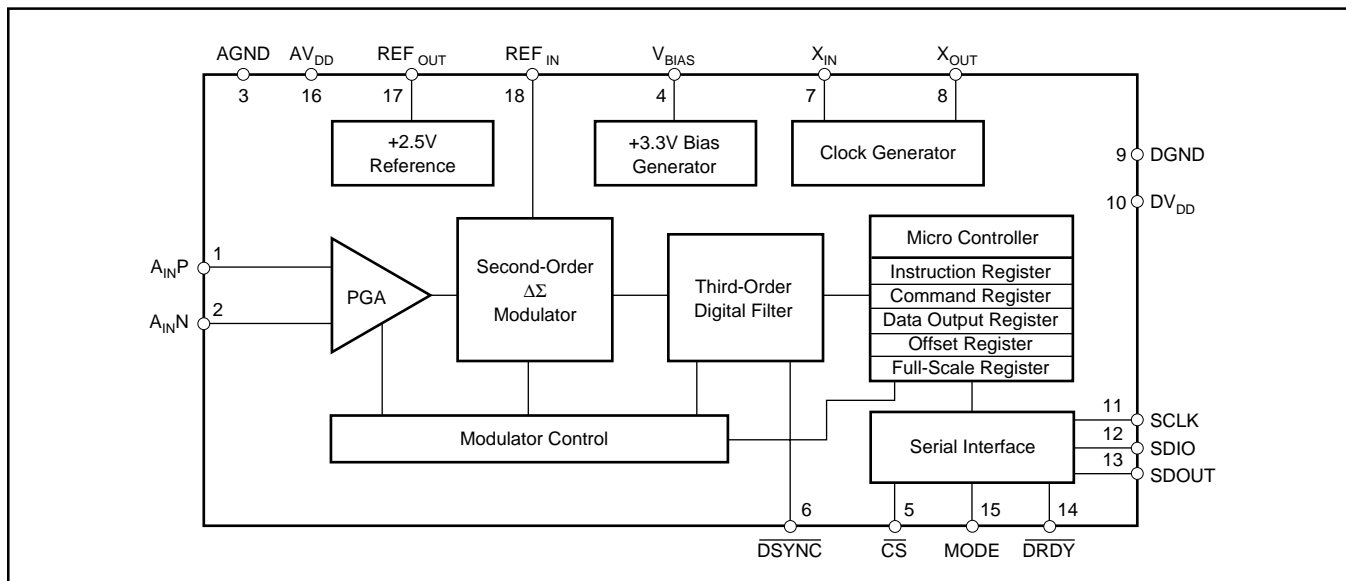 AGND AVDD REF OUT REF IN VBIAS XIN XOUT
3 16 17 18 4 7 8
+2.5V
Reference
+3.3V Bias
Generator
Clock Generator
9 DGND
10 DVDD
AINP 1
AINN 2
PGA
Second-Order
ΔΣ
Modulator
Third-Order
Digital Filter
Micro Controller
Instruction Register
Command Register
Data Output Register
Offset Register
Full-Scale Register
Modulator Control
Serial Interface
11 SCLK
12 SDIO
13 SDOUT
6 5 15 14
DSYNC CS MODE DRDY